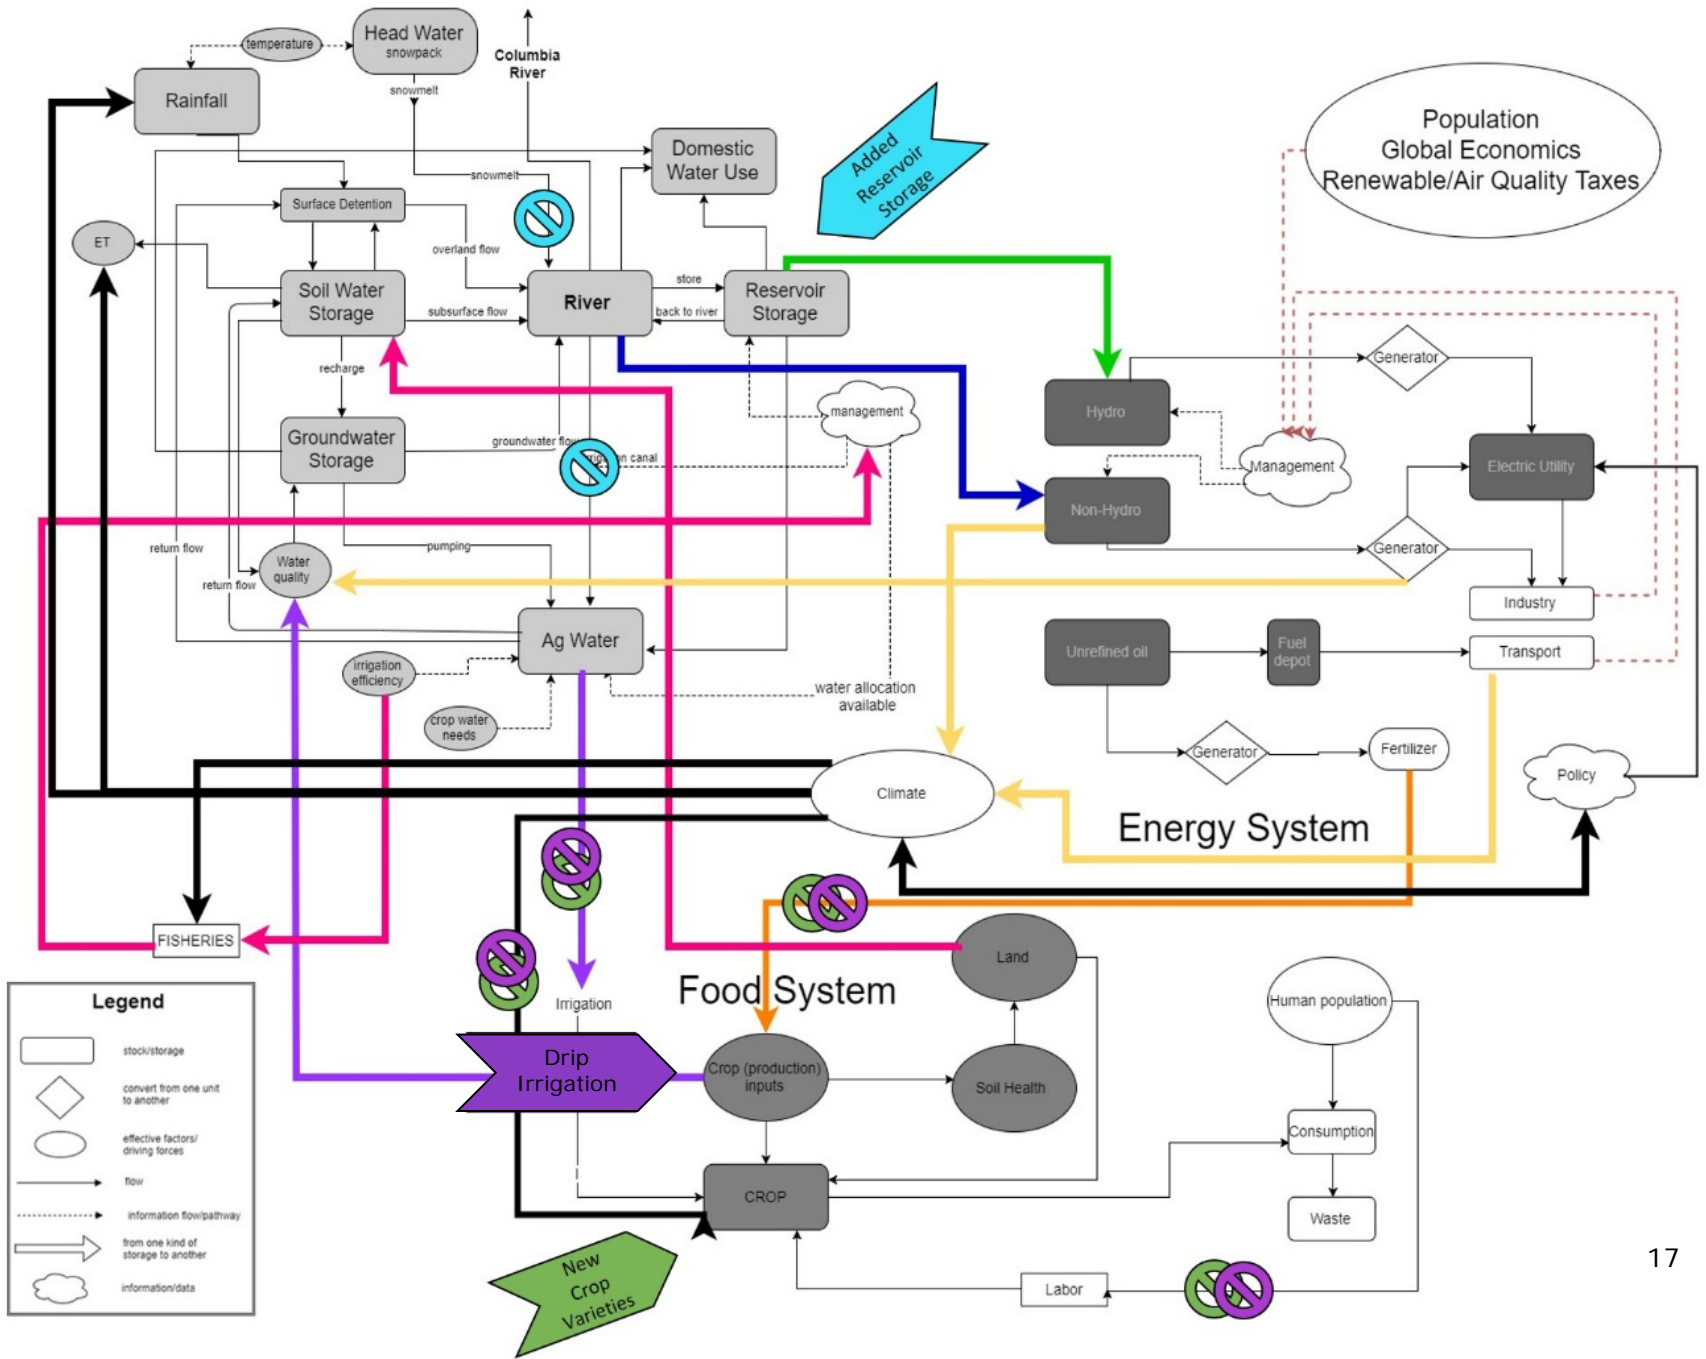 temperature
Head Water
snowpack
Columbia
River
Rainfall
snowmelt
Domestic
Water Use
snowmelt
Added
Reservoir
Storage
Population
Global Economics
Renewable/Air Quality Taxes
Surface Detention
ET
overland flow
Soil Water
Storage
subsurface flow
River
store
back to river
Reservoir
Storage
recharge
Generator
Hydro
management
Groundwater
Storage
groundwater flow
canal
Management
Electric Utility
Non-Hydro
return flow
pumping
Generator
Water
quality
return flow
Industry
Ag Water
Unrefined oil
Fuel
depot
Transport
irrigation
efficiency
water allocation
available
crop water
needs
Generator
Fertilizer
Policy
Climate
Energy System
FISHERIES
Land
Food System
Irrigation
Human population
Legend
stock/storage
convert from one unit
to another
effective factors/
driving forces
flow
information flow/pathway
from one kind of
storage to another
information/data
Drip
Irrigation
Crop (production)
inputs
Soil Health
Consumption
CROP
Waste
New
Crop
Varieties
Labor
17